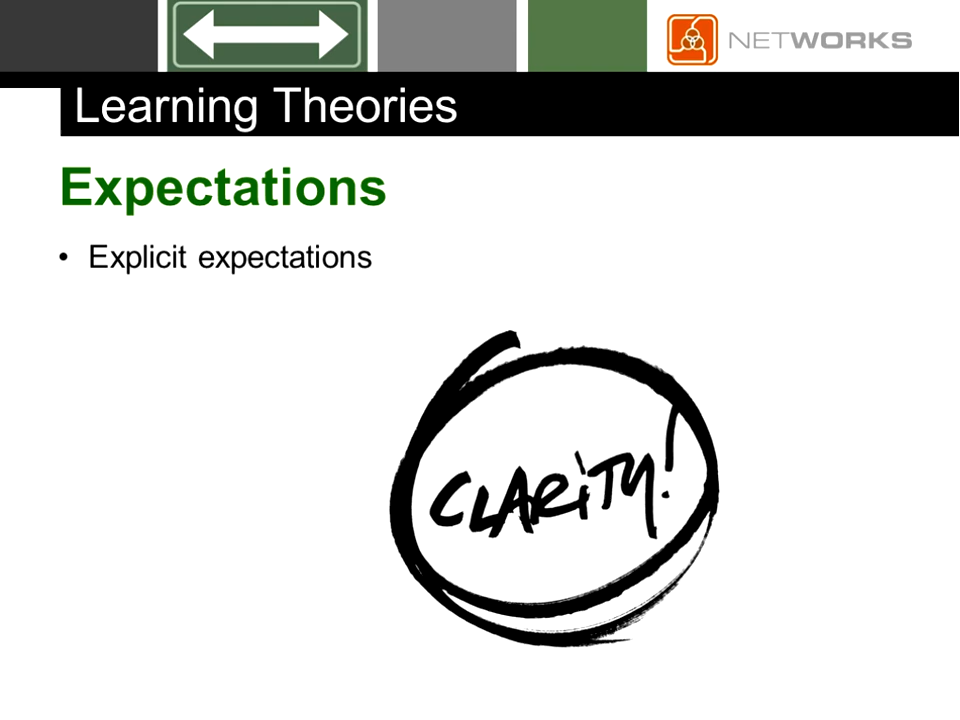 NETWORKS
Learning Theories
Expectations
• Explicit expectations
CLARiTY!